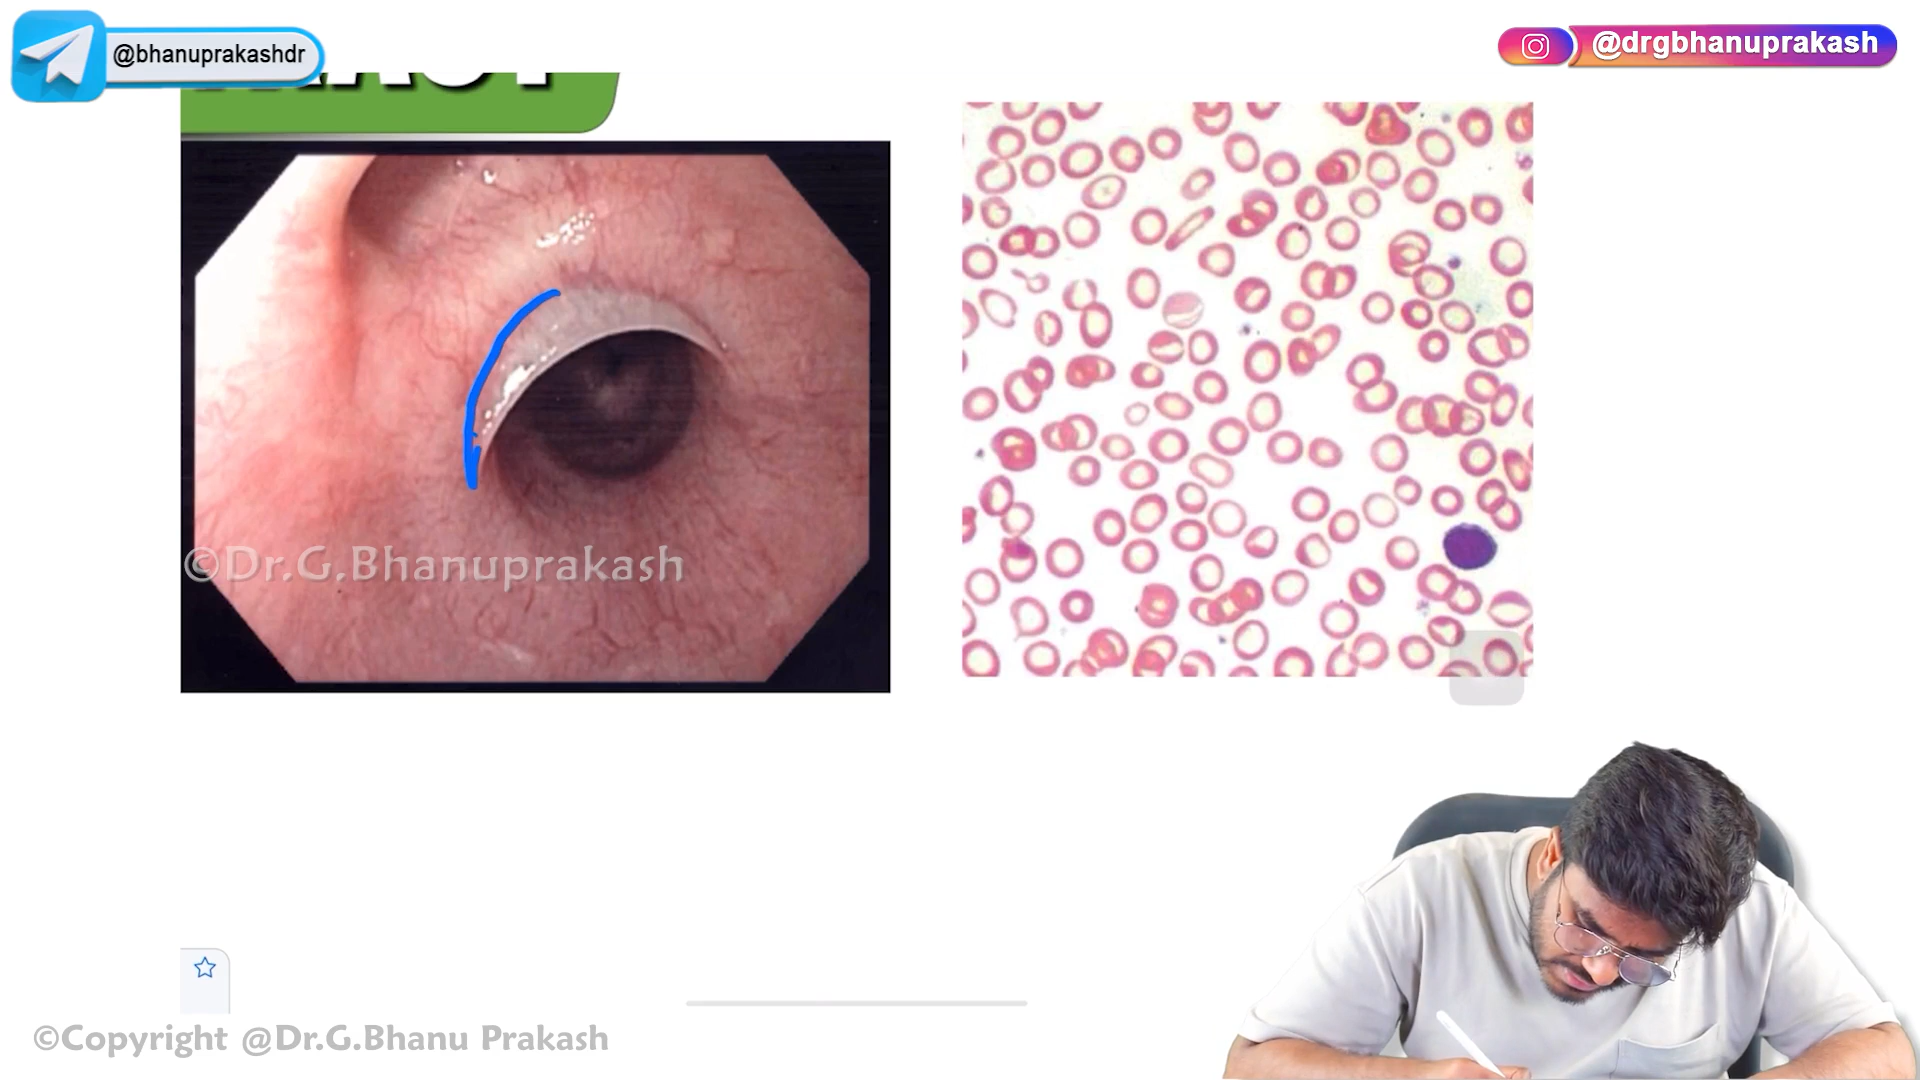 @bhanuprakashdr
@drgbhanuprakash
©Dr.G.Bhanuprakash
©Copyright @Dr.G.Bhanu Prakash